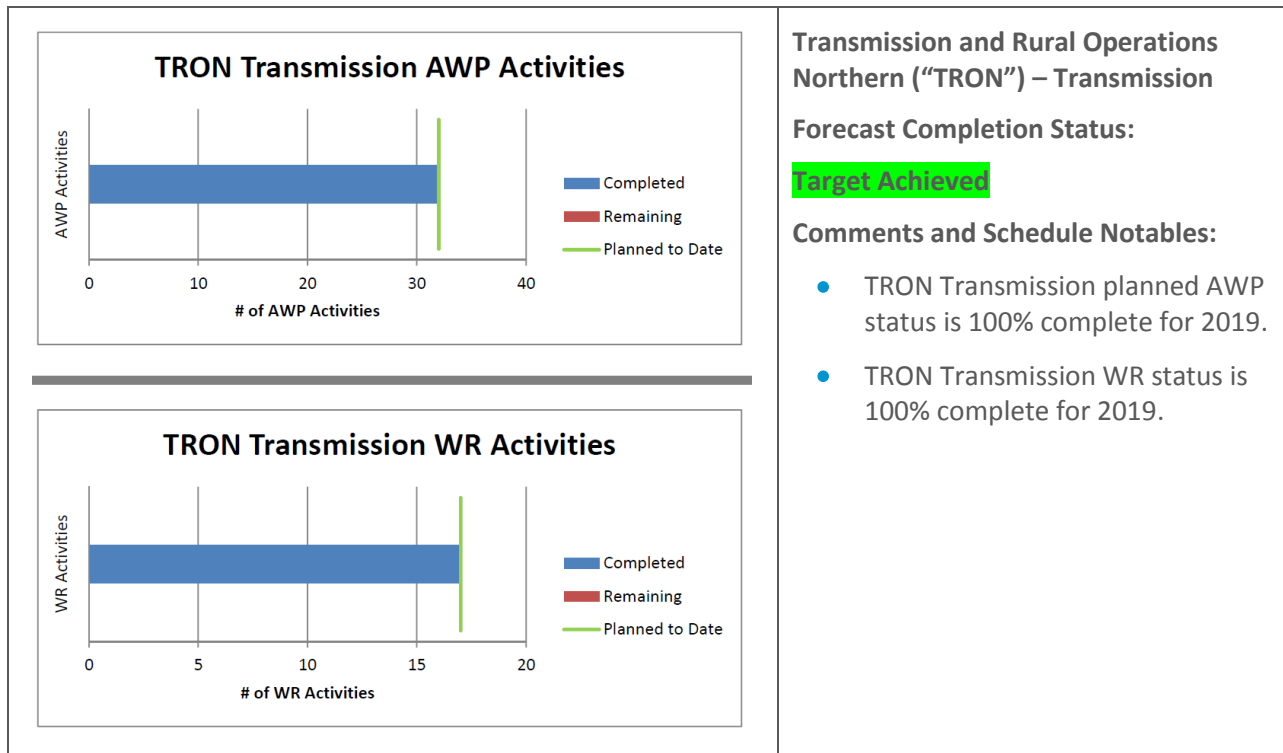 TRON Transmission AWP Activities
AWP Activities
Completed
Remaining
Planned to Date
0 10 20 30 40
# of AWP Activities
TRON Transmission WR Activities
WR Activities
Completed
Remaining
Planned to Date
0 5 10 15 20
# of WR Activities
Transmission and Rural Operations
Northern (“TRON”) – Transmission
Forecast Completion Status:
Target Achieved
Comments and Schedule Notables:
• TRON Transmission planned AWP
status is 100% complete for 2019.
• TRON Transmission WR status is
100% complete for 2019.